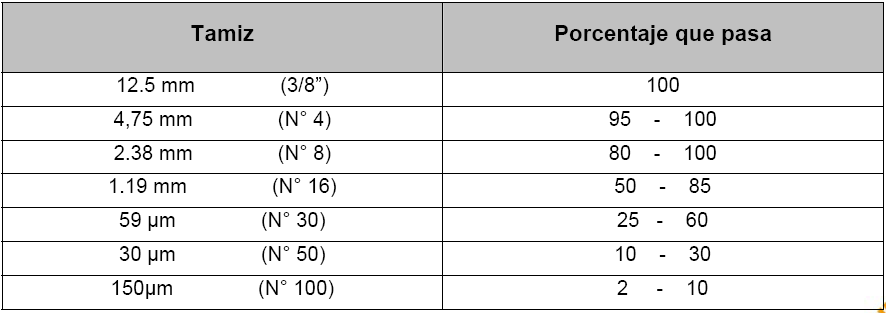 Tamiz Porcentaje que pasa
12.5 mm (3/8”) 100
4,75 mm (N° 4) 95 - 100
2.38 mm (N° 8) 80 - 100
1.19 mm (N° 16) 50 - 85
59 µm (N° 30) 25 - 60
30 µm (N° 50) 10 - 30
150µm (N° 100) 2 - 10